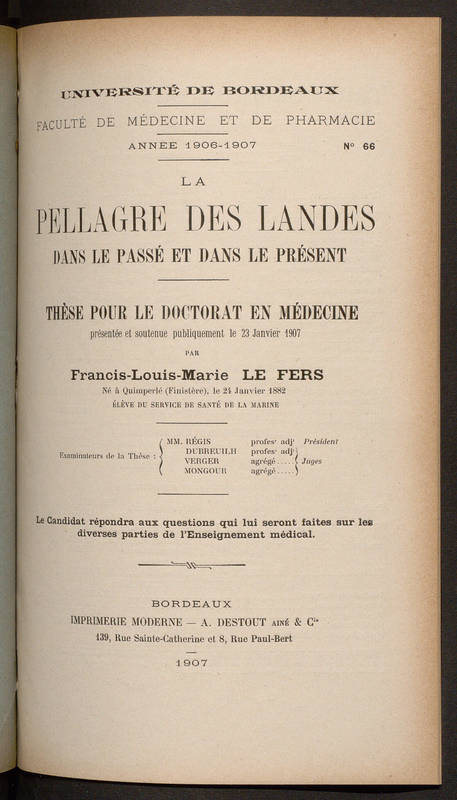 UNIVERSITÉ DE BORDEAUX
FACULTÉ DE MÉDECINE ET DE PHARMACIE
ANNEE 1906-1907 N° 66
LA
PELLAGRE DES LANDES
DANS LE PASSÉ ET DANS LE PRÉSENT
THÈSE POUR LE DOCTORAT EN MÉDECINE
présentée et soutenue publiquement le 23 Janvier 1907
PAR
Francis-Louis-Marie LE FERS
Né à Quimperlé (Finistère), le 24 Janvier 1882
ÉLÈVE DU SERVICE DE SANTÉ DE LA MARINE
Examinateurs de la Thèse :
MM. RÉGIS profesʳ adjᵗ Président
DUBREUILH profesʳ adjᵗ
VERGER agrégé..... Juges
MONGOUR agrégé.....
Le Candidat répondra aux questions qui lui seront faites sur les
diverses parties de l'Enseignement médical.
BORDEAUX
IMPRIMERIE MODERNE — A. DESTOUT AINÉ & Cⁱᵉ
139, Rue Sainte-Catherine et 8, Rue Paul-Bert
1907